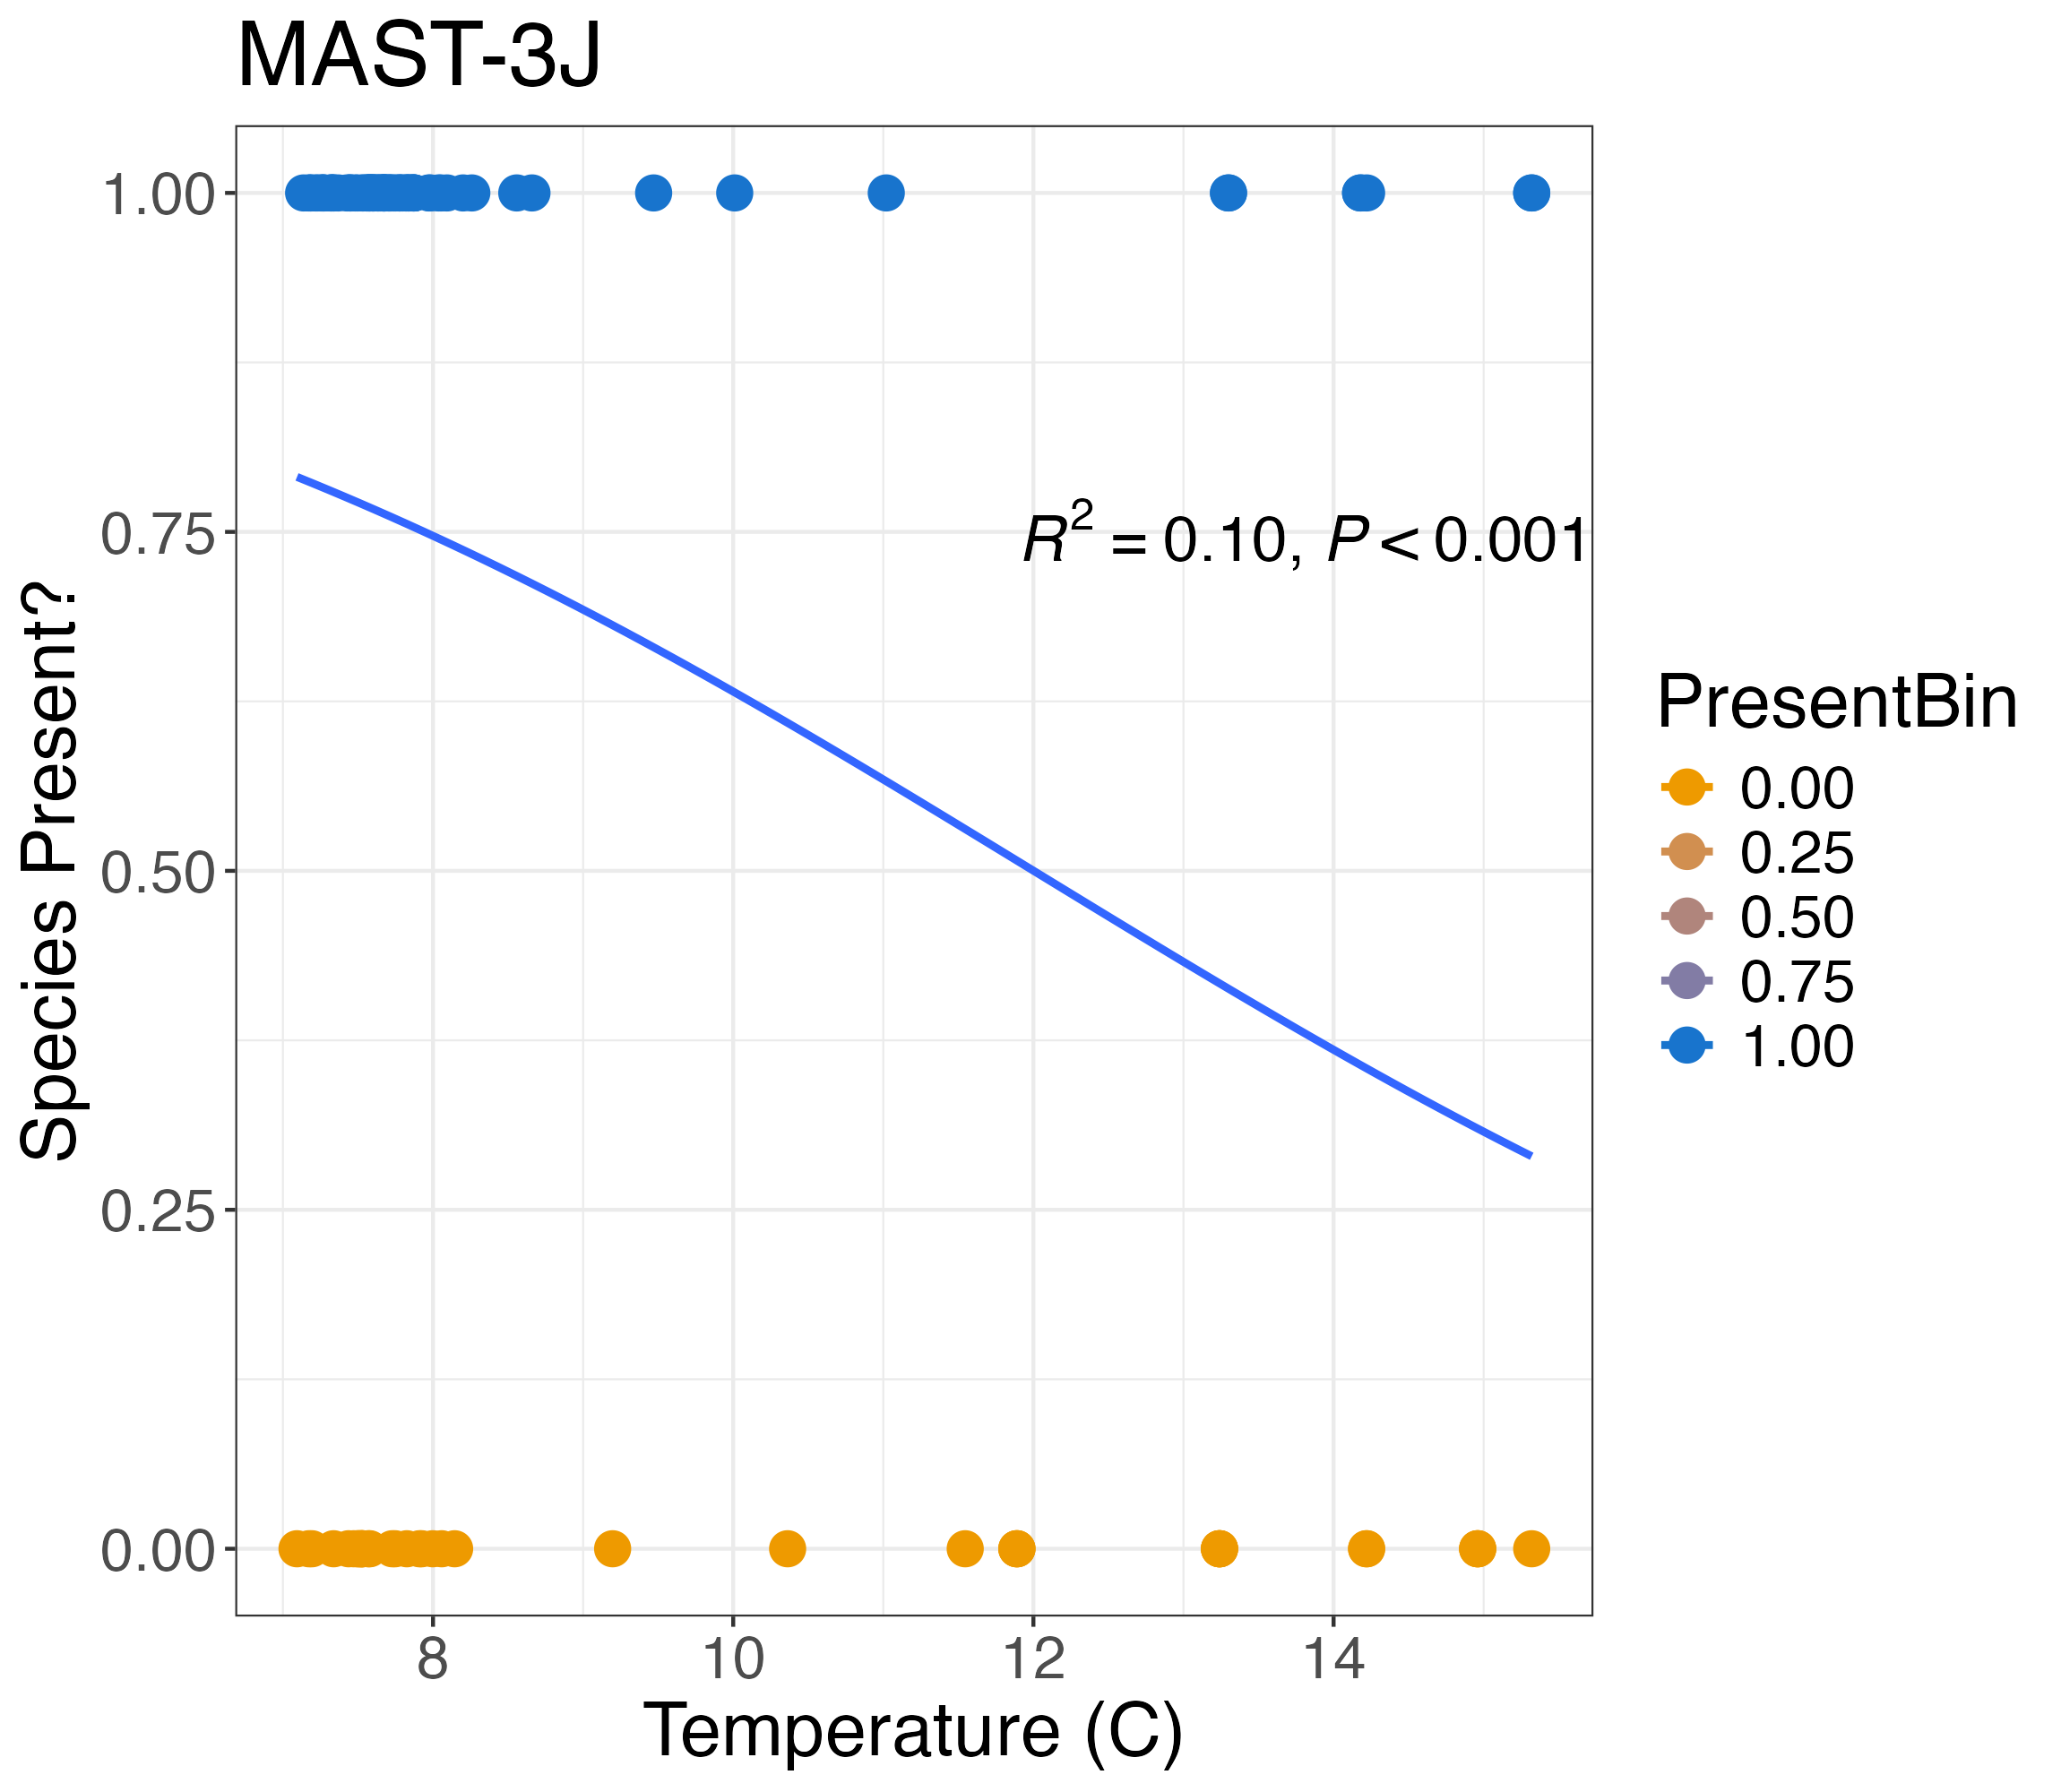 MAST-3J
1.00
0.75
0.50
0.25
0.00
Species Present?
R² = 0.10, P < 0.001
8 10 12 14
Temperature (C)
PresentBin
0.00
0.25
0.50
0.75
1.00